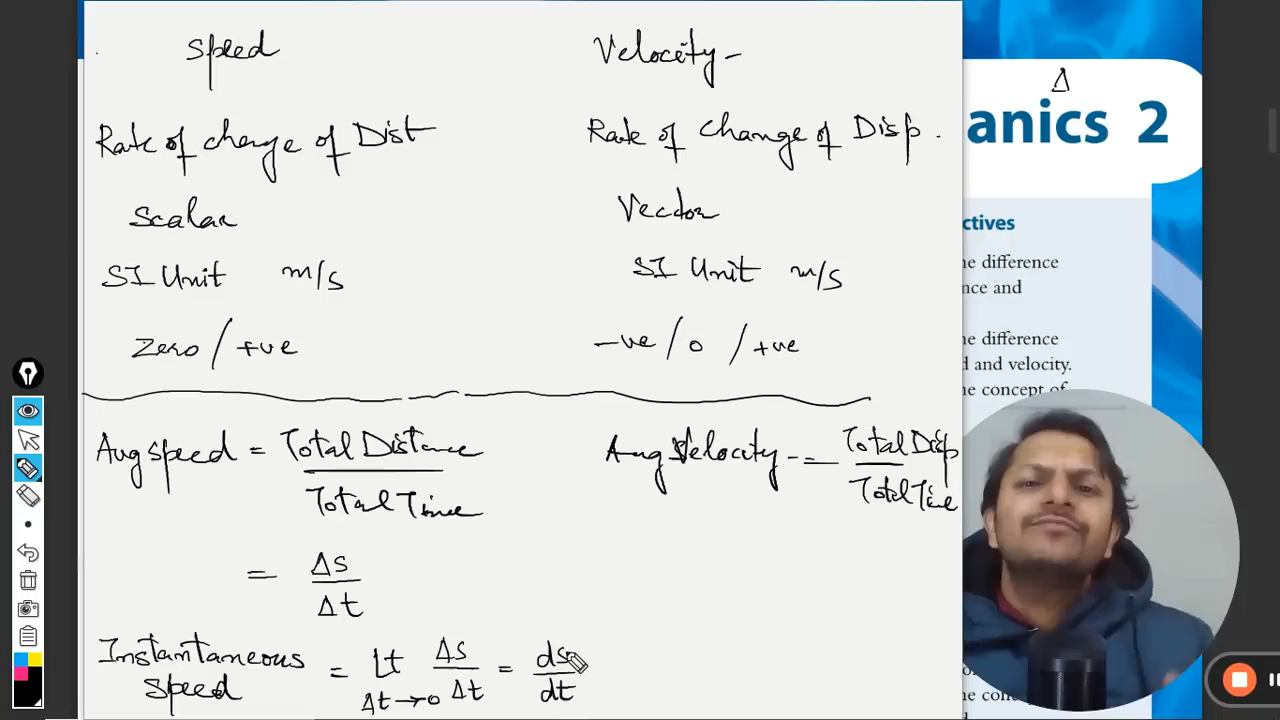 Speed Velocity -
Δ
anics 2
Rate of change of Dist Rate of change of Disp.
Scalar Vector
ctives
SI Unit m/s SI Unit m/s
he difference
nce and
Zero / +ve -ve / 0 / +ve
he difference
d and velocity.
he concept of
Avg speed = Total Distance / Total Time Avg Velocity - = Total Disp / Total Time
= Δs / Δt
Instantaneous speed = Lt Δt→0 Δs / Δt = ds / dt